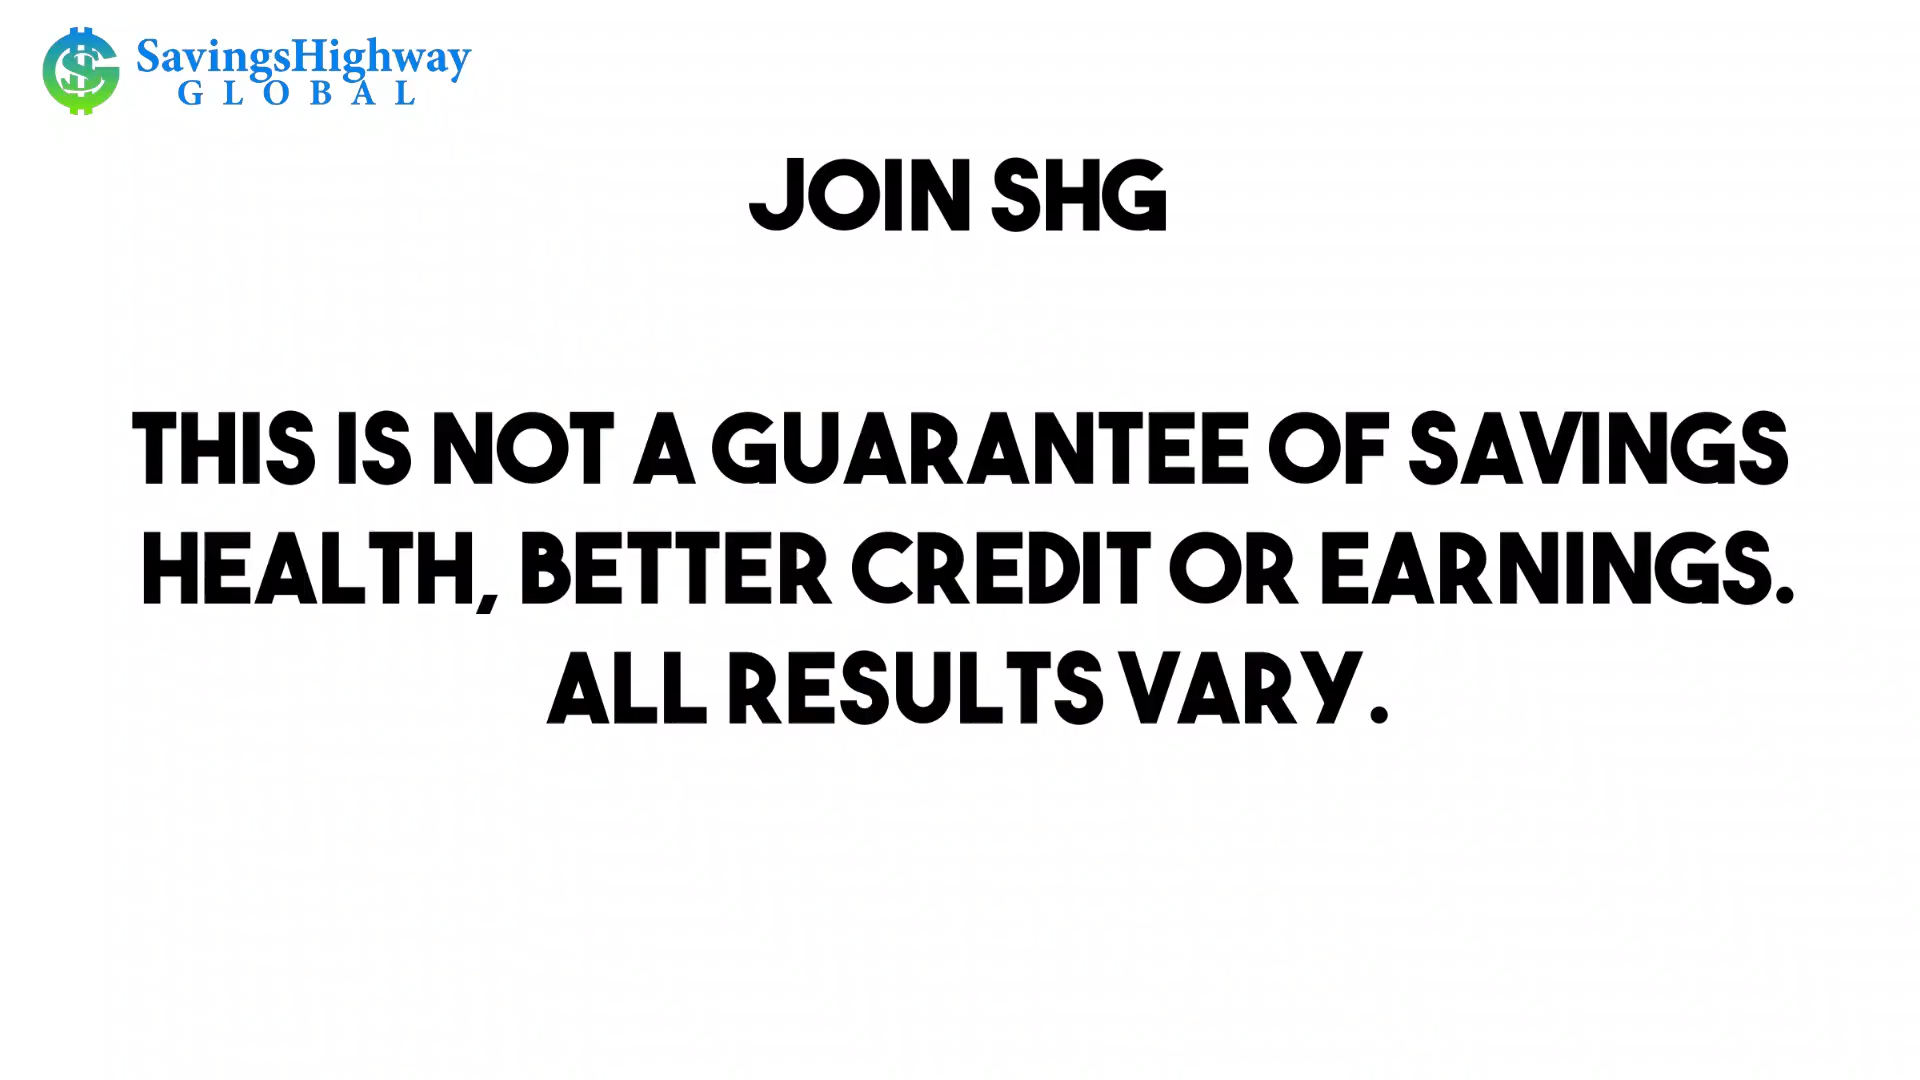 SavingsHighway
GLOBAL
JOIN SHG
THIS IS NOT A GUARANTEE OF SAVINGS
HEALTH, BETTER CREDIT OR EARNINGS.
ALL RESULTS VARY.